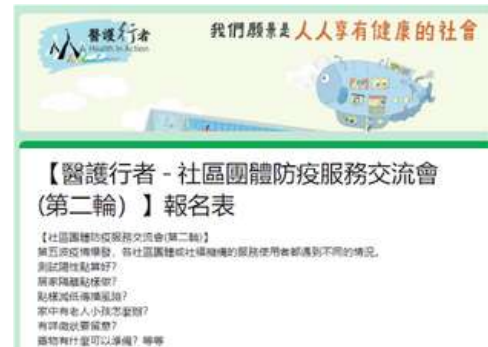 醫護行者
Health In Action
我們願景是人人享有健康的社會
【醫護行者 - 社區團體防疫服務交流會
(第二輪) 】報名表
【社區團體防疫服務交流會(第二輪)】
第五波疫情爆發，各社區團體或社福機構的服務使用者都遇到不同的情況。
測試陽性點算好?
居家隔離點樣做?
點樣減低傳播風險?
家中有老人小孩怎麼辦?
有咩徵狀要留意?
藥物有什麼可以準備? 等等